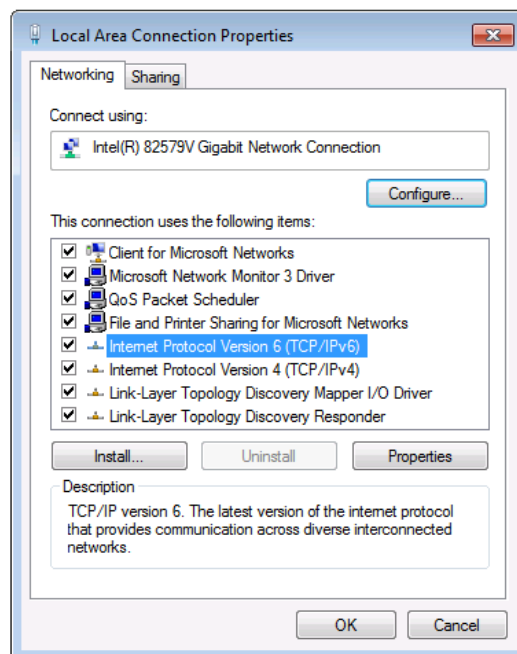 Local Area Connection Properties
Networking
Sharing
Connect using:
Intel(R) 82579V Gigabit Network Connection
Configure...
This connection uses the following items:
Client for Microsoft Networks
Microsoft Network Monitor 3 Driver
QoS Packet Scheduler
File and Printer Sharing for Microsoft Networks
Internet Protocol Version 6 (TCP/IPv6)
Internet Protocol Version 4 (TCP/IPv4)
Link-Layer Topology Discovery Mapper I/O Driver
Link-Layer Topology Discovery Responder
Install...
Uninstall
Properties
Description
TCP/IP version 6. The latest version of the internet protocol
that provides communication across diverse interconnected
networks.
OK
Cancel